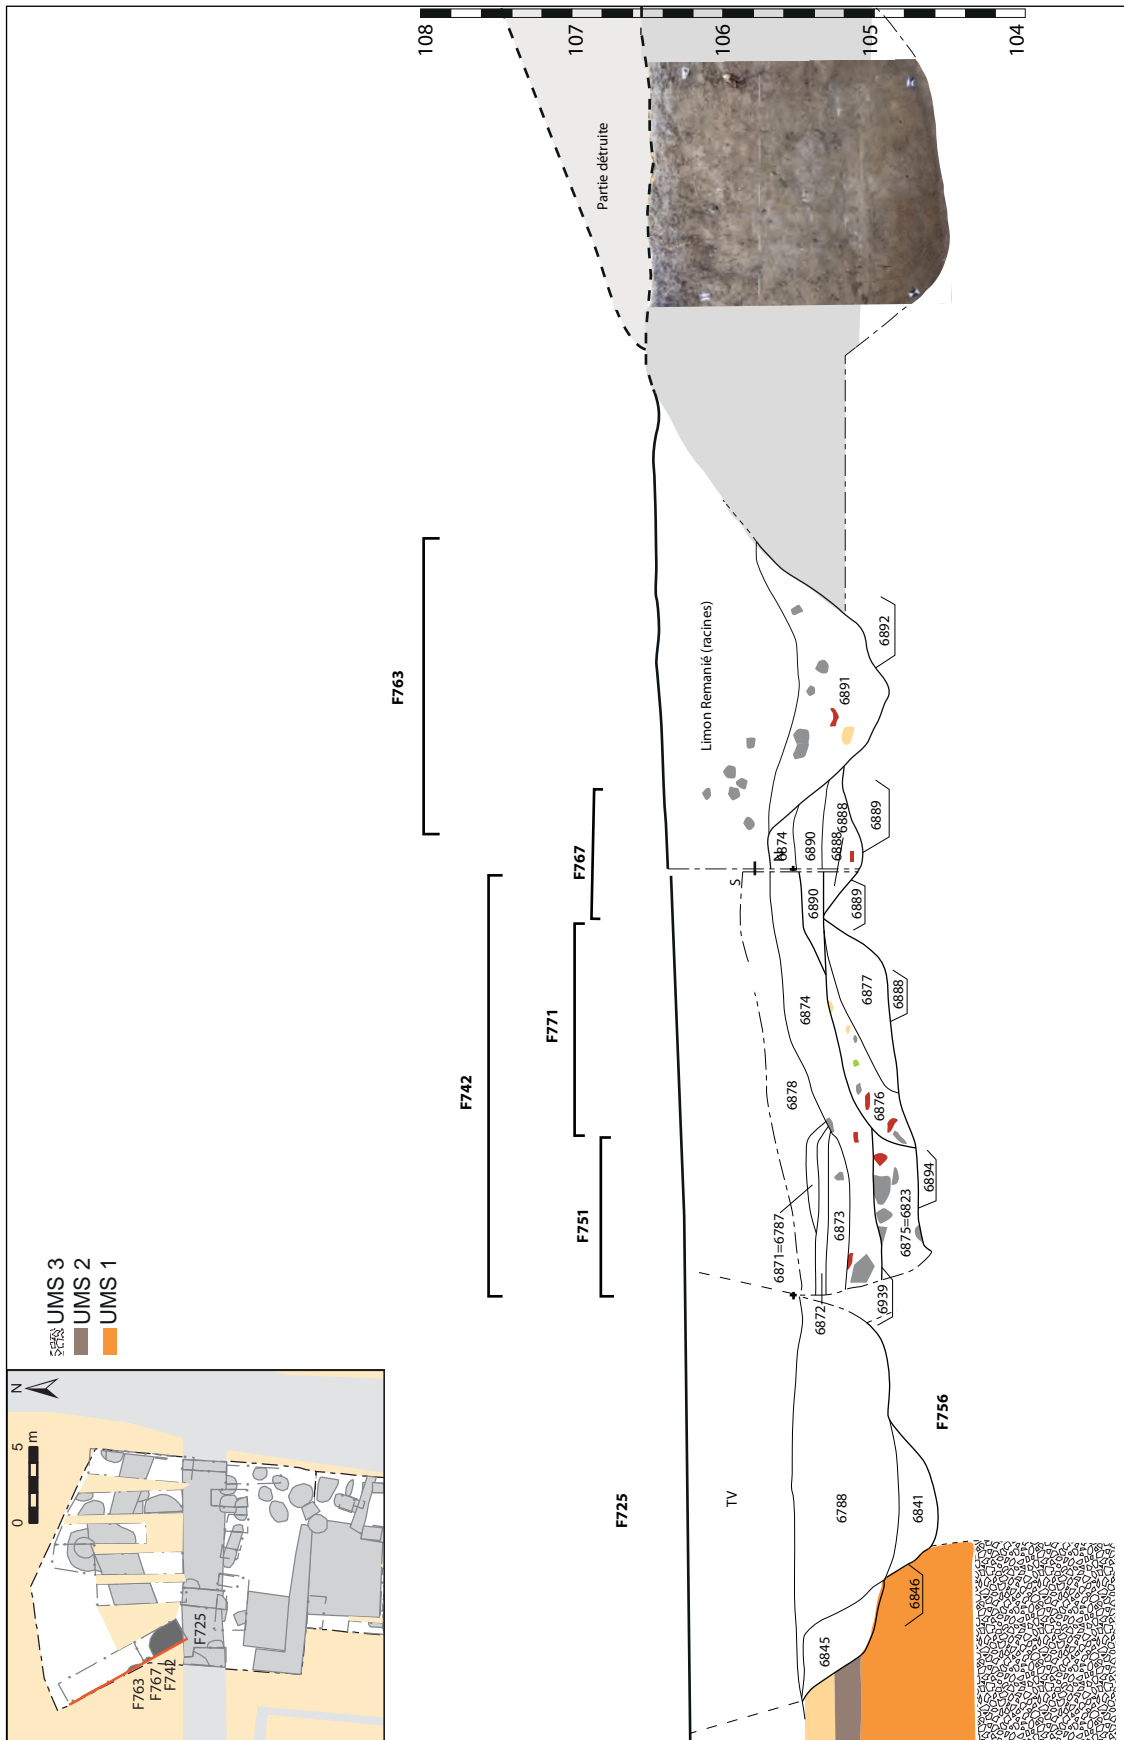 108
107
106
105
104
Partie détruite
F763
Limon Remanié (racines)
6892
6891
F767
6874
N
6890
6888
6888
6889
S
6890
6889
F742
F771
6874
6877
6888
6878
6876
F751
6871=6787
6873
6872
6875=6823
6894
6939
F725
TV
6788
6841
F756
6845
6846
UMS 3
UMS 2
UMS 1
N
0
5
m
F763
F767
F742
F725